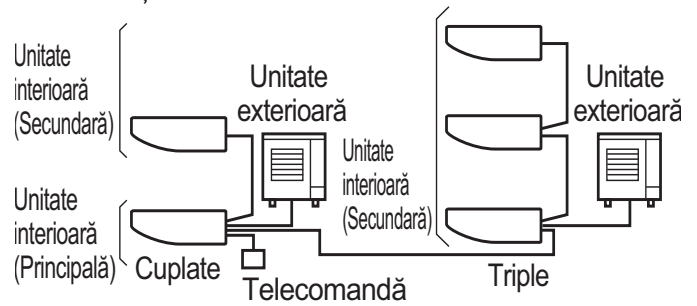 Unitate
interioară
(Secundară)
Unitate
exterioară
Unitate
interioară
(Principală)
Cuplate
Telecomandă
Unitate
interioară
(Secundară)
Unitate
exterioară
Triple